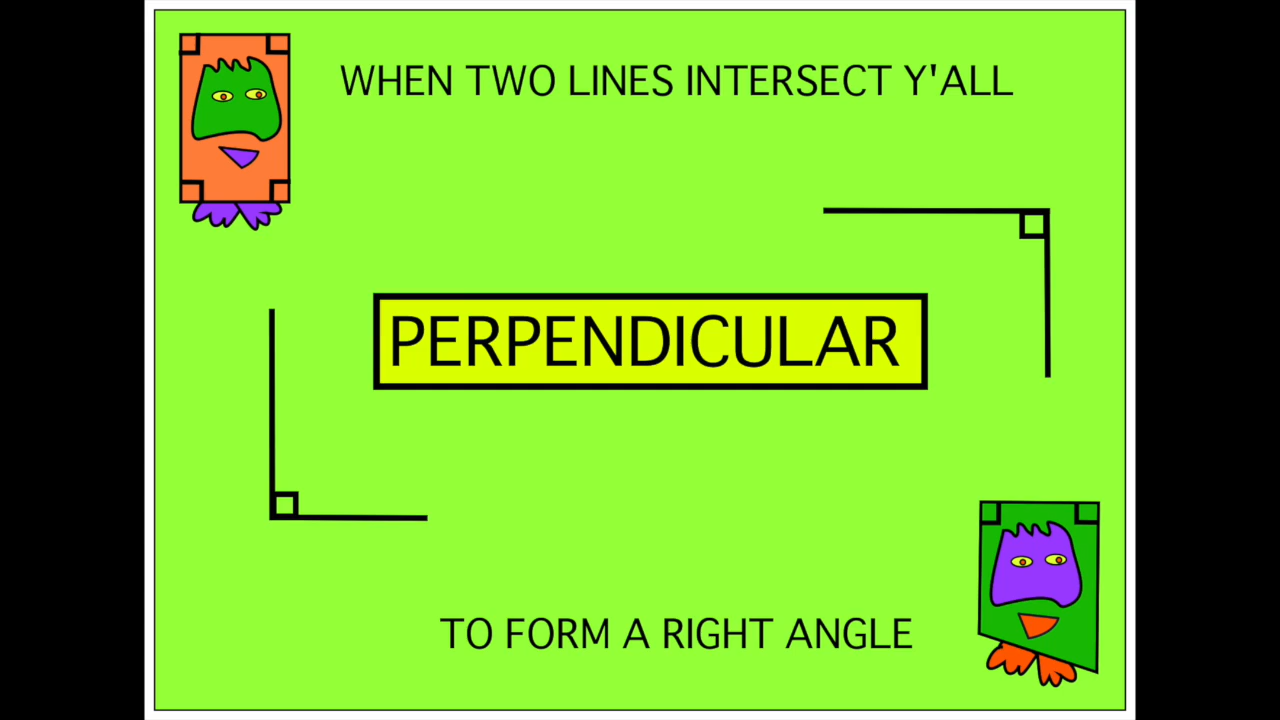 WHEN TWO LINES INTERSECT Y'ALL
PERPENDICULAR
TO FORM A RIGHT ANGLE